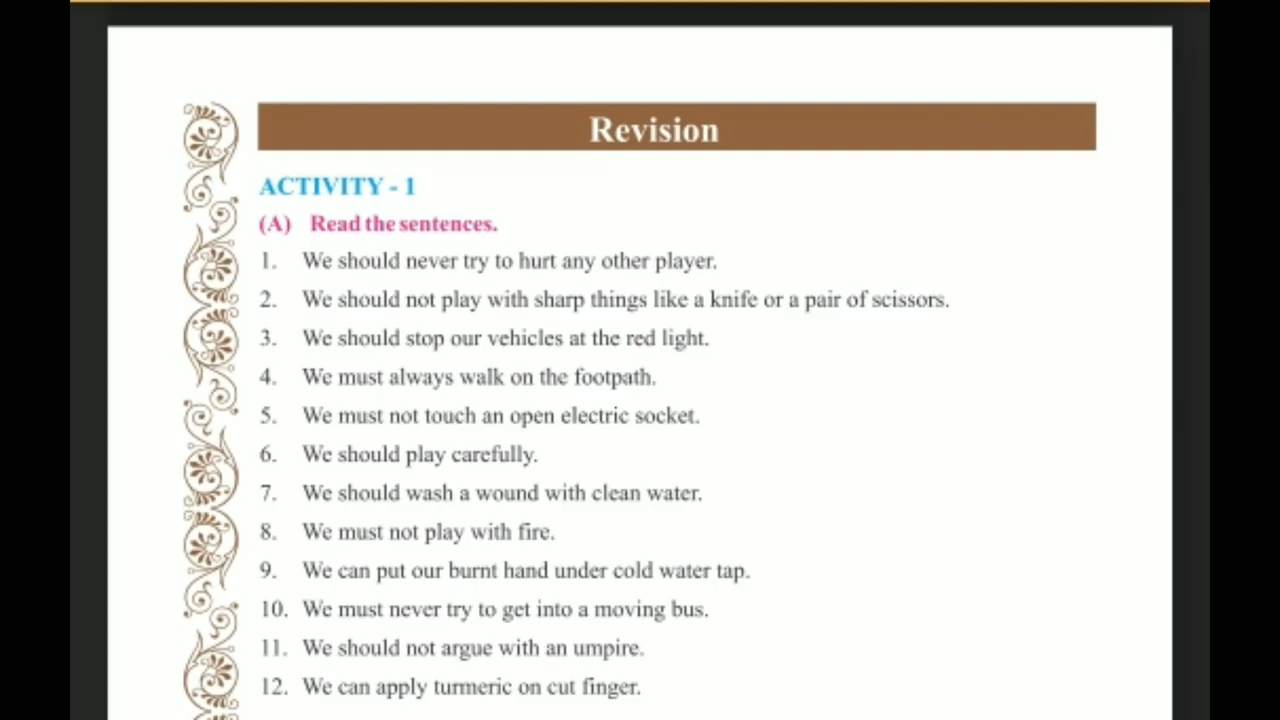 Revision
ACTIVITY - 1
(A) Read the sentences.
1. We should never try to hurt any other player.
2. We should not play with sharp things like a knife or a pair of scissors.
3. We should stop our vehicles at the red light.
4. We must always walk on the footpath.
5. We must not touch an open electric socket.
6. We should play carefully.
7. We should wash a wound with clean water.
8. We must not play with fire.
9. We can put our burnt hand under cold water tap.
10. We must never try to get into a moving bus.
11. We should not argue with an umpire.
12. We can apply turmeric on cut finger.